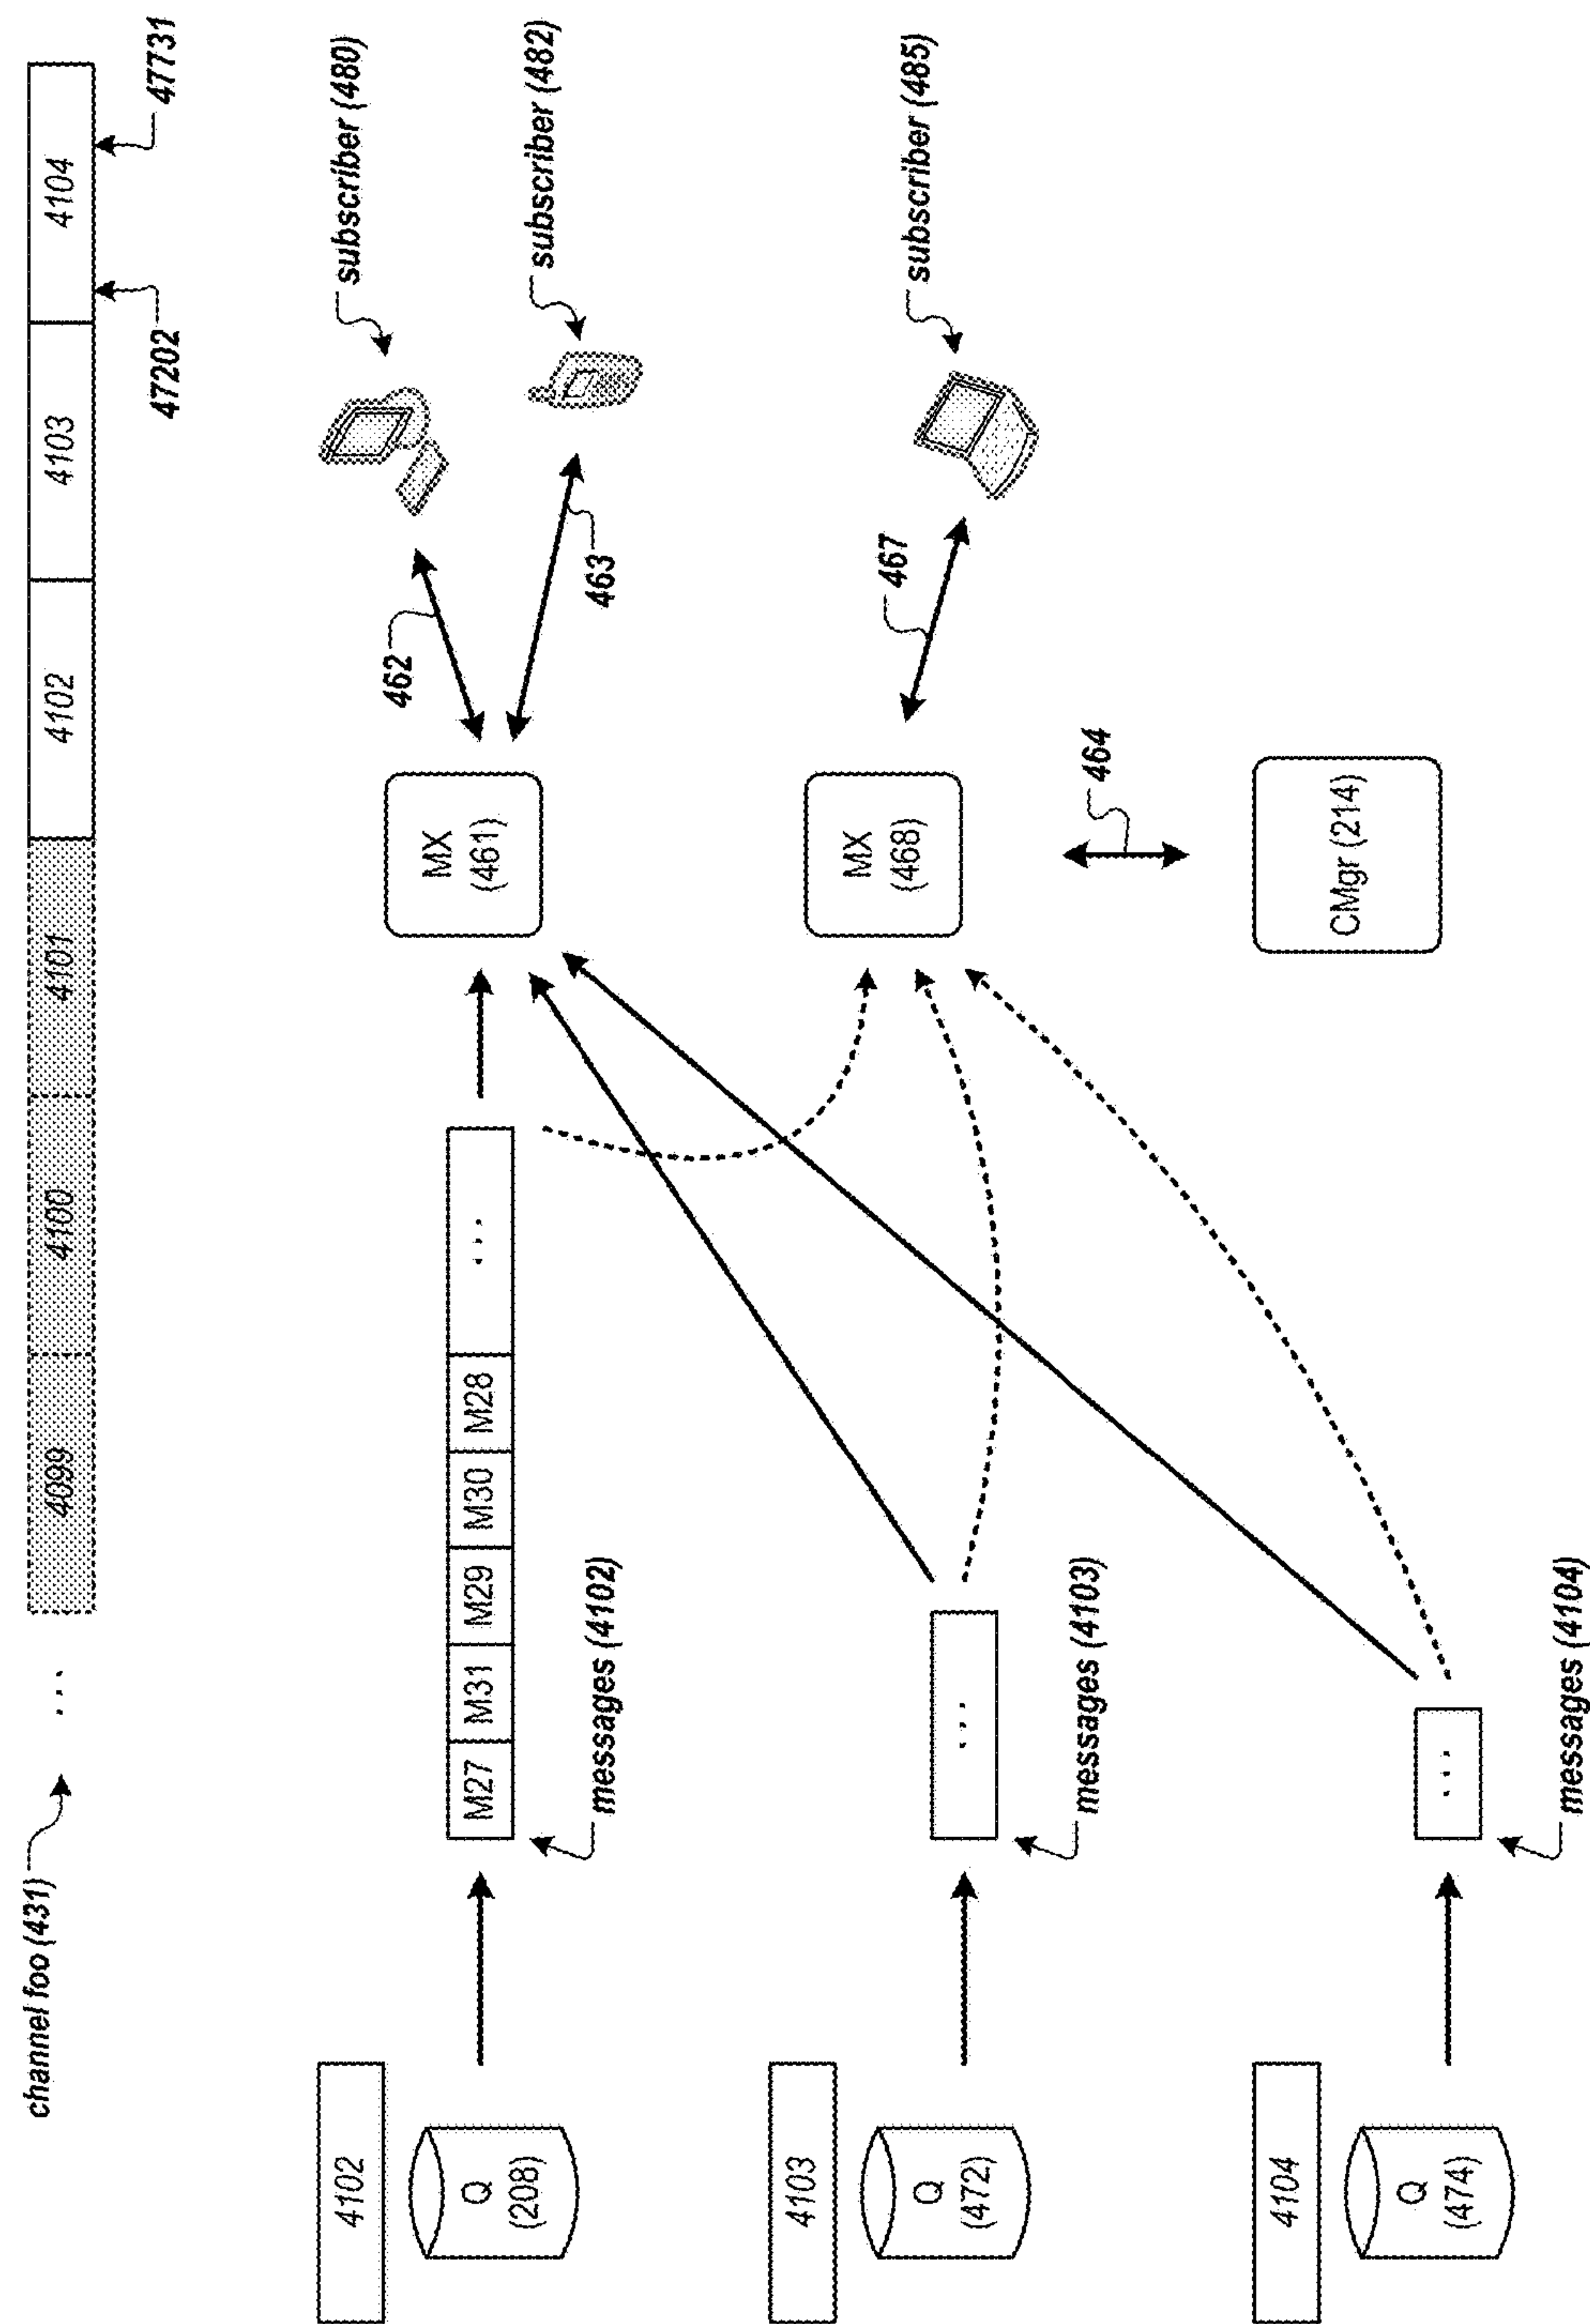 channel foo (431)
...
4099
4100
4101
4102
4103
4104
47202
47731
4102
Q
(208)
M27
M31
M29
M30
M28
...
messages (4102)
MX
(461)
462
463
subscriber (480)
subscriber (482)
4103
Q
(472)
...
messages (4103)
MX
(468)
467
subscriber (485)
464
CMgr (214)
4104
Q
(474)
...
messages (4104)